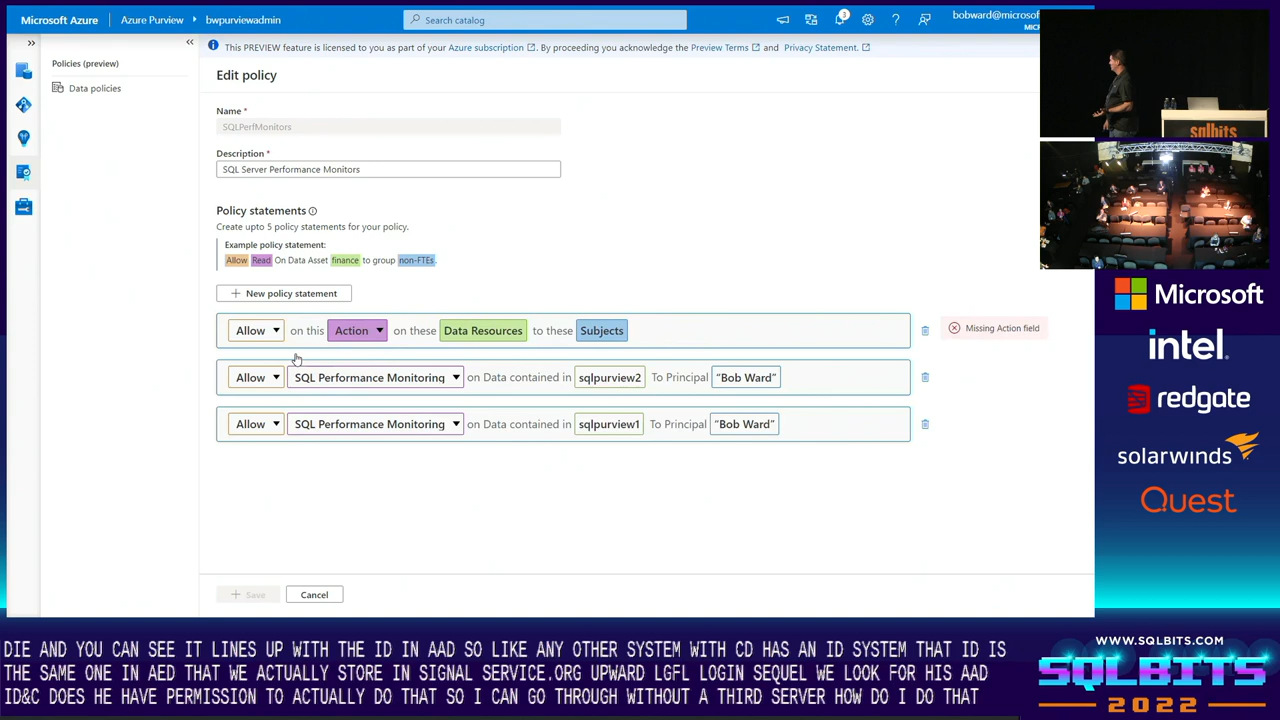 Microsoft Azure
Azure Purview
bwpurviewadmin
Search catalog
3
bobward@microsoft
MICR
Policies (preview)
Data policies
This PREVIEW feature is licensed to you as part of your Azure subscription. By proceeding you acknowledge the Preview Terms and Privacy Statement.
Edit policy
Name *
SQLPerfMonitors
Description *
SQL Server Performance Monitors
Policy statements
Create upto 5 policy statements for your policy.
Example policy statement:
Allow Read On Data Asset finance to group non-FTEs.
New policy statement
Allow on this Action on these Data Resources to these Subjects
Missing Action field
Allow SQL Performance Monitoring on Data contained in sqlpurview2 To Principal “Bob Ward”
Allow SQL Performance Monitoring on Data contained in sqlpurview1 To Principal “Bob Ward”
Save
Cancel
sqlbits
Microsoft
intel.
redgate
solarwinds
Quest
DIE AND YOU CAN SEE IT LINES UP WITH THE ID IN AAD SO LIKE ANY OTHER SYSTEM WITH CD HAS AN ID SYSTEM THAT ID IS
THE SAME ONE IN AED THAT WE ACTUALLY STORE IN SIGNAL SERVICE.ORG UPWARD LGFL LOGIN SEQUEL WE LOOK FOR HIS AAD
ID&C DOES HE HAVE PERMISSION TO ACTUALLY DO THAT SO I CAN GO THROUGH WITHOUT A THIRD SERVER HOW DO I DO THAT
WWW.SQLBITS.COM
SQLBITS
2022